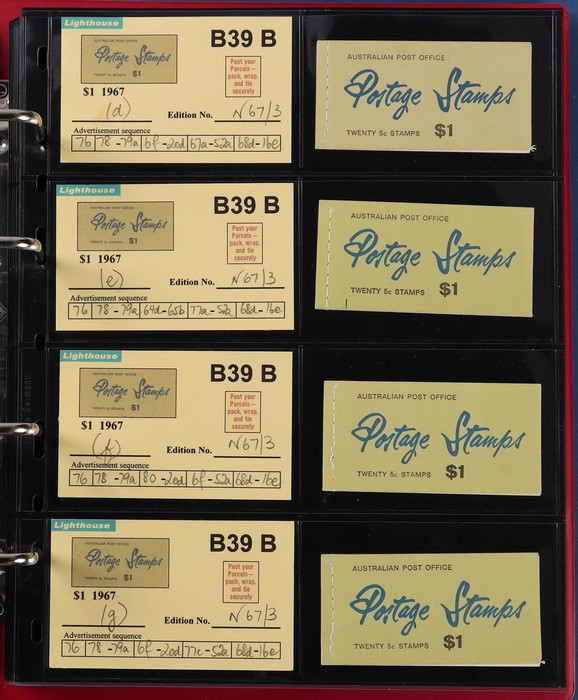 Lighthouse
AUSTRALIAN POST OFFICE
Postage Stamps
TWENTY 5c STAMPS $1
B39 B
Post your
Parcels –
pack, wrap,
and tie
securely
$1 1967
(d)
Edition No. N67/3
Advertisement sequence
76 | 78 - 79a | 6f - 20d | 67a - 52a | 68d - 16e
AUSTRALIAN POST OFFICE
Postage Stamps
TWENTY 5c STAMPS $1
Lighthouse
AUSTRALIAN POST OFFICE
Postage Stamps
TWENTY 5c STAMPS $1
B39 B
Post your
Parcels –
pack, wrap,
and tie
securely
$1 1967
(e)
Edition No. N67/3
Advertisement sequence
76 | 78 - 79a | 64d - 65b | 77a - 52a | 68d - 16e
AUSTRALIAN POST OFFICE
Postage Stamps
TWENTY 5c STAMPS $1
Lighthouse
AUSTRALIAN POST OFFICE
Postage Stamps
TWENTY 5c STAMPS $1
B39 B
Post your
Parcels –
pack, wrap,
and tie
securely
$1 1967
(f)
Edition No. N67/3
Advertisement sequence
76 | 78 - 79a | 80 - 20d | 6f - 52a | 68d - 16e
AUSTRALIAN POST OFFICE
Postage Stamps
TWENTY 5c STAMPS $1
Lighthouse
AUSTRALIAN POST OFFICE
Postage Stamps
TWENTY 5c STAMPS $1
B39 B
Post your
Parcels –
pack, wrap,
and tie
securely
$1 1967
(g)
Edition No. N67/3
Advertisement sequence
76 | 78 - 79a | 6f - 20d | 77c - 52a | 68d - 16e
AUSTRALIAN POST OFFICE
Postage Stamps
TWENTY 5c STAMPS $1